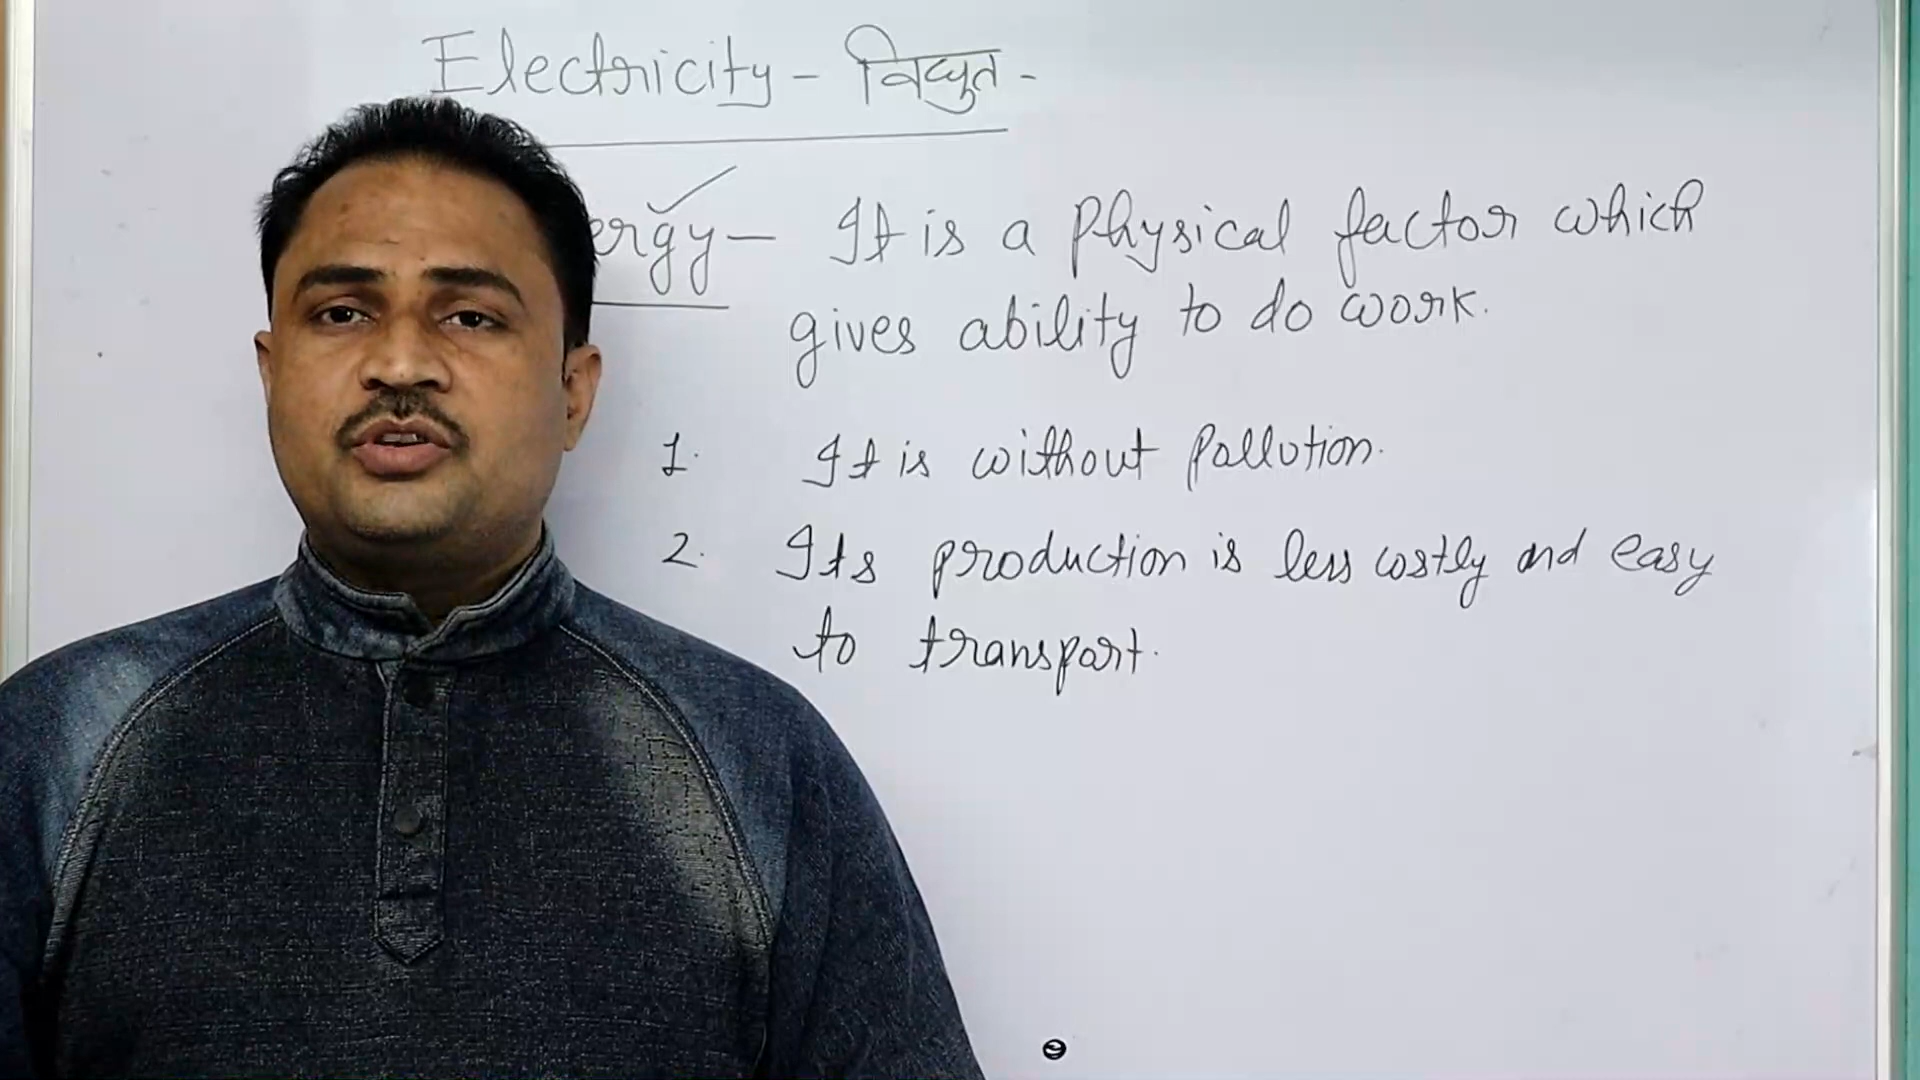 Electricity - विद्युत -
ergy - It is a Physical factor which
gives ability to do work.
1. It is without Pollution.
2. Its production is less costly and easy
to transport.